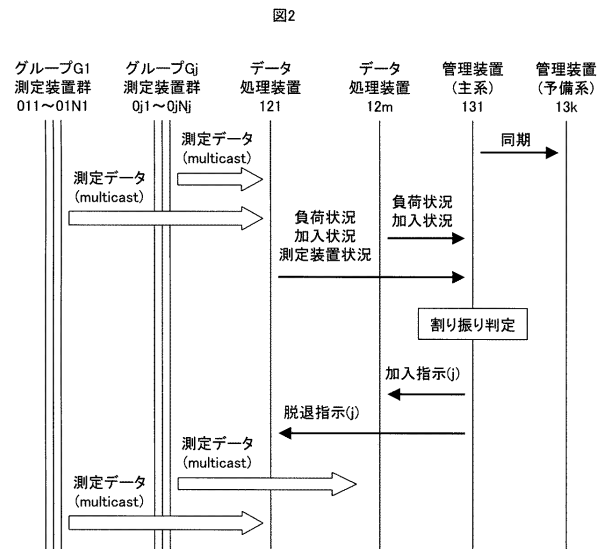 図2
グループG1
測定装置群
011～01N1
グループGj
測定装置群
0j1～0jNj
データ
処理装置
121
データ
処理装置
12m
管理装置
(主系)
131
管理装置
(予備系)
13k
同期
測定データ
(multicast)
測定データ
(multicast)
負荷状況
加入状況
測定装置状況
負荷状況
加入状況
割り振り判定
加入指示(j)
脱退指示(j)
測定データ
(multicast)
測定データ
(multicast)